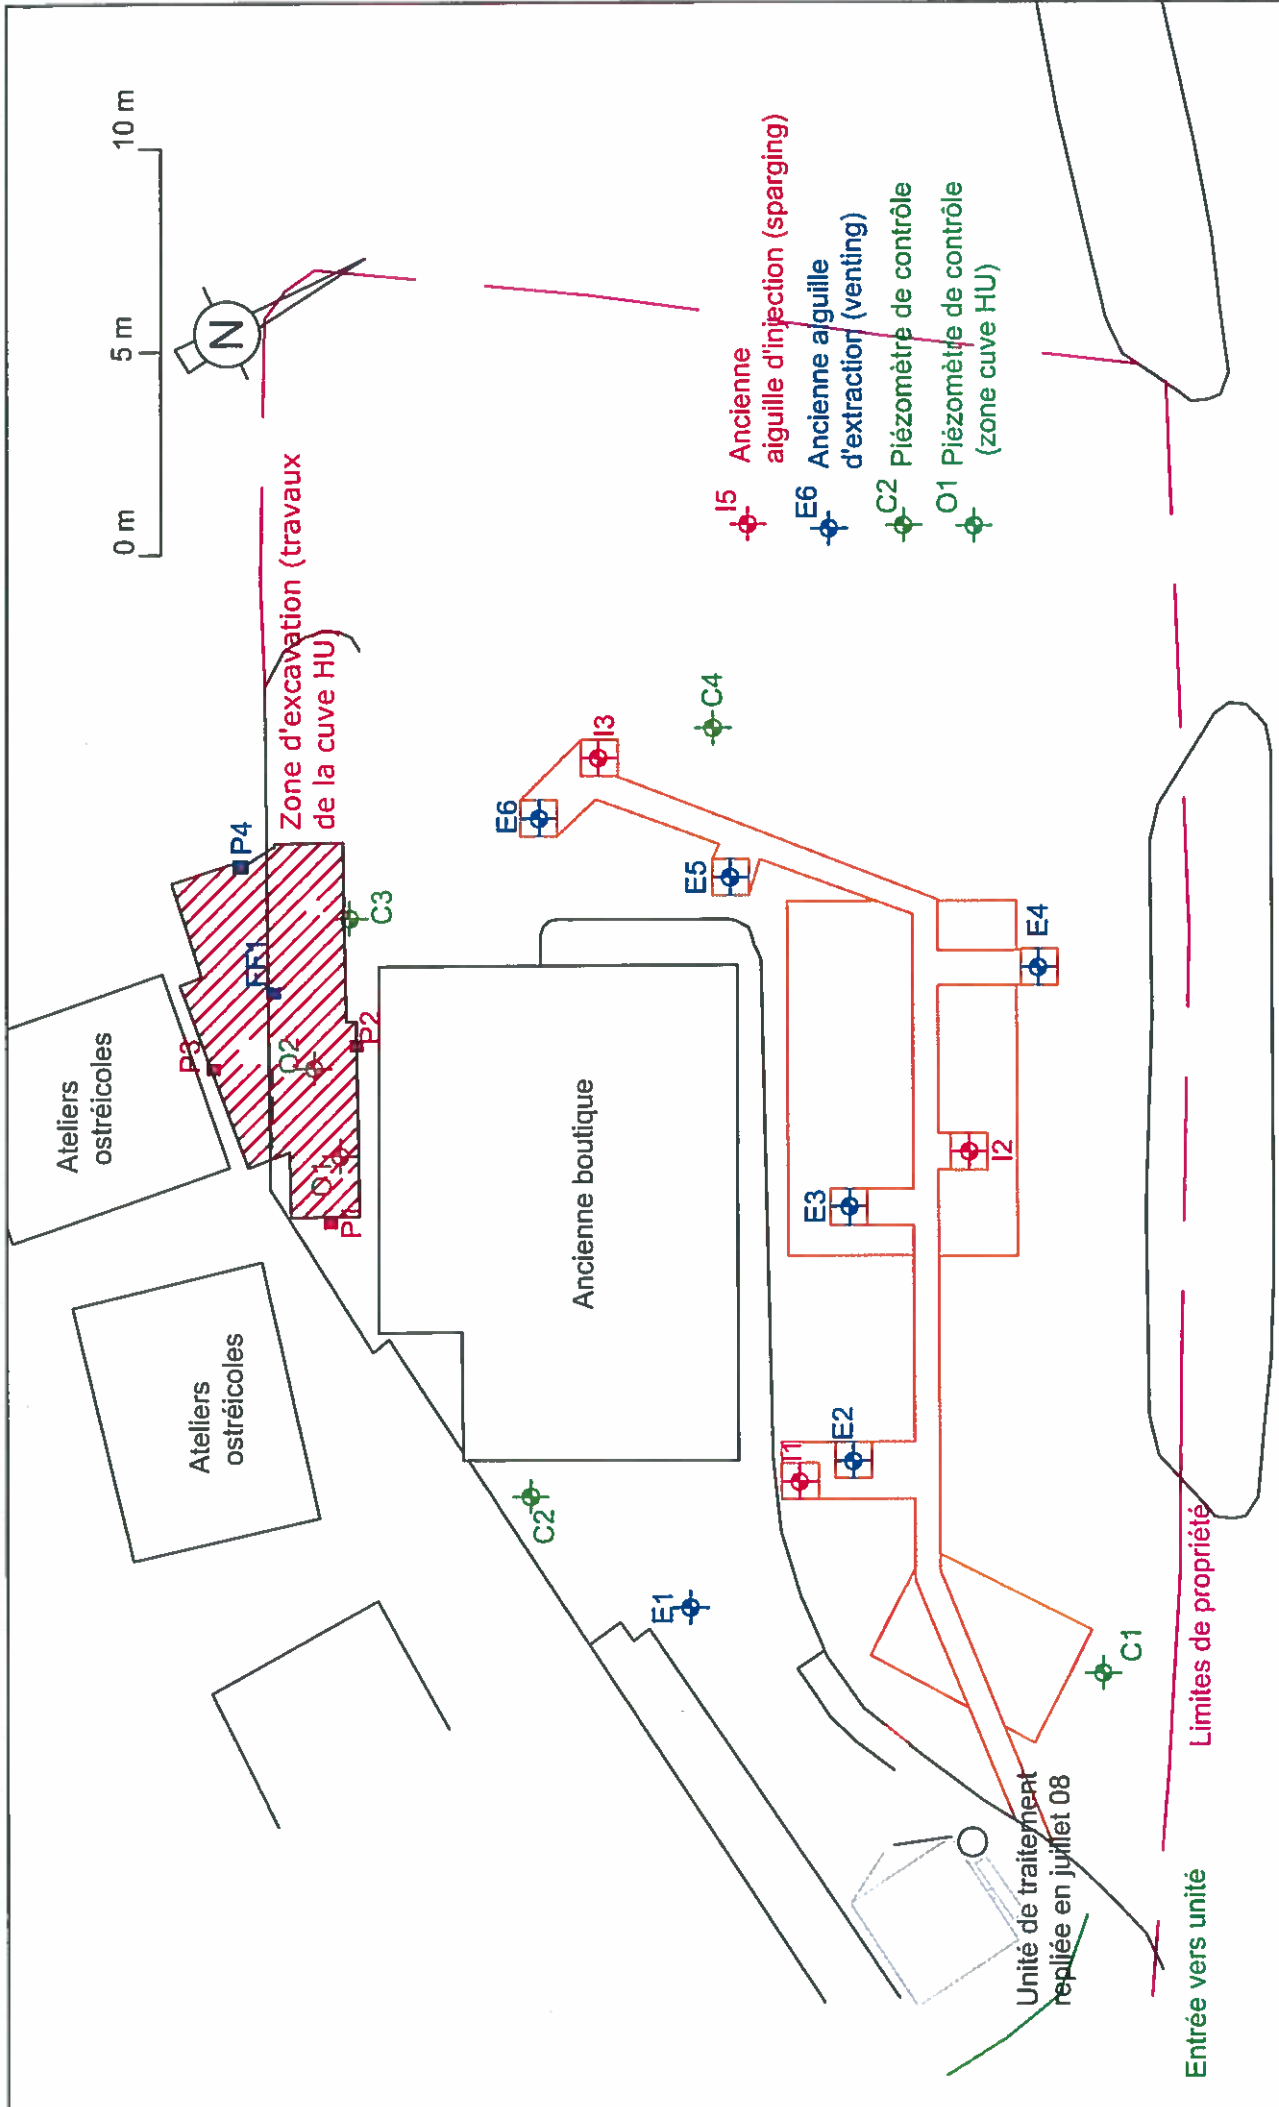 0 m
5 m
10 m
N
Zone d'excavation (travaux
de la cuve HU)
Ateliers
ostréicoles
Ateliers
ostréicoles
P4
EF1
P3
O2
P2
O1
C3
Ancienne boutique
C2
E1
E6
I3
E5
C4
E4
I2
E3
I1
E2
C1
I5
Ancienne
aiguille d'injection (sparging)
E6
Ancienne aiguille
d'extraction (venting)
C2
Piézomètre de contrôle
O1
Piézomètre de contrôle
(zone cuve HU)
Unité de traitement
repliée en juillet 08
Limites de propriété
Entrée vers unité